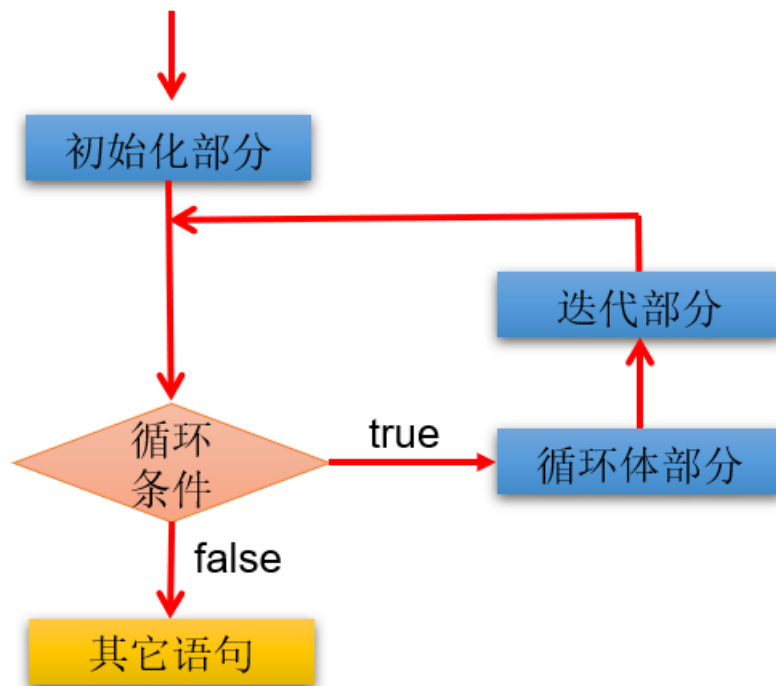 初始化部分
迭代部分
循环
条件
true
循环体部分
false
其它语句